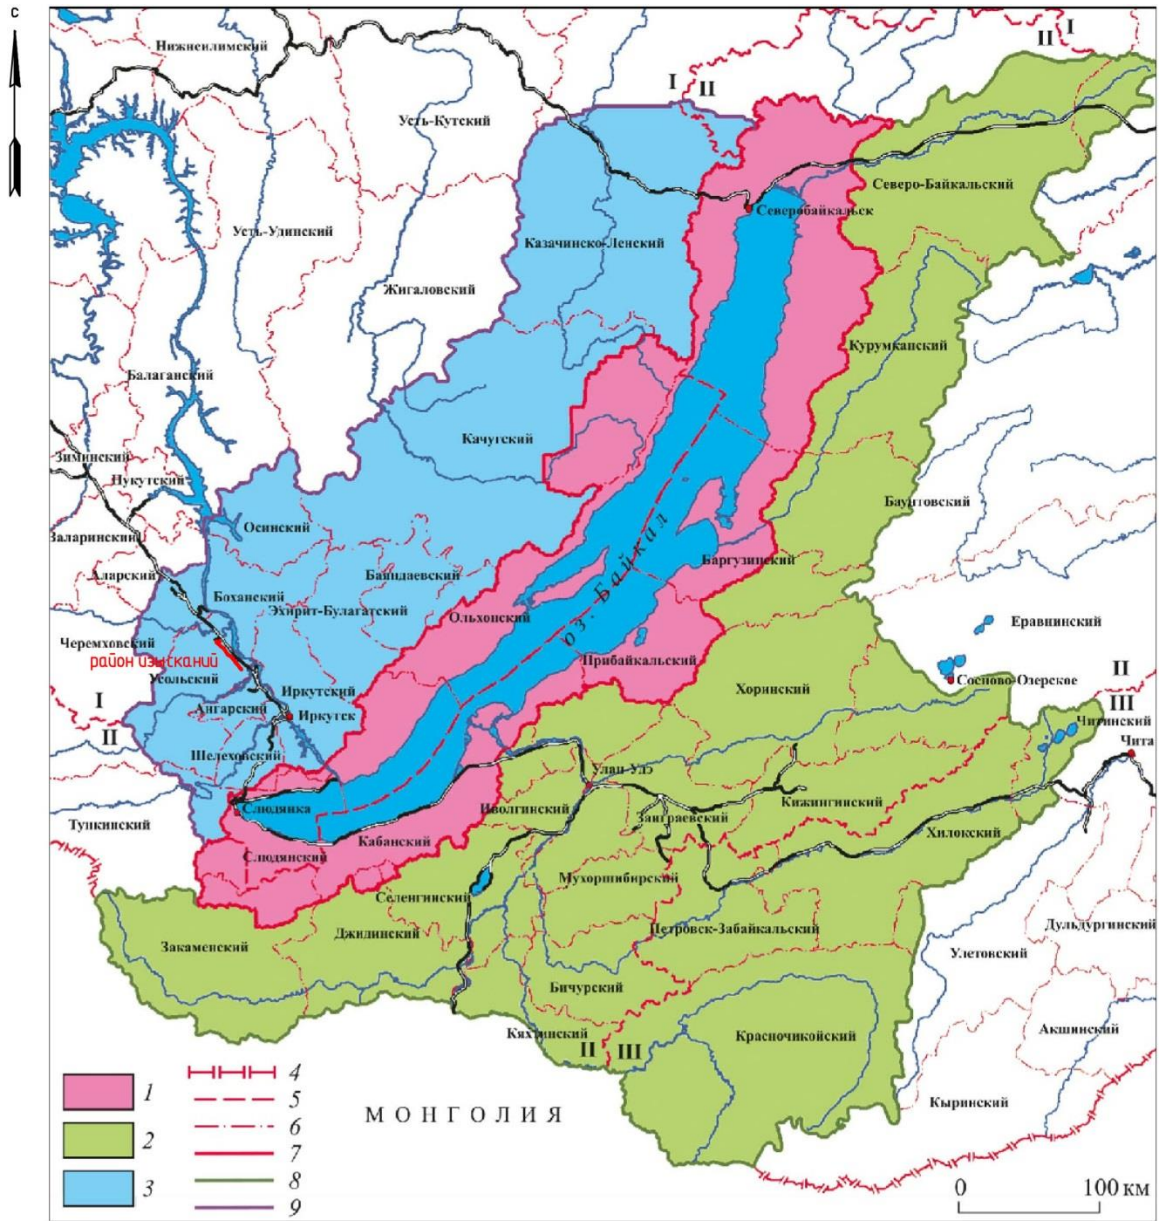 С
Нижнеилимский
I
II
II
I
Усть-Кутский
Северо-Байкальский
Северобайкальск
Усть-Удинский
Казачинско-Ленский
Жигаловский
Курумканский
Балаганский
Качугский
Зиминский
Нукутский
Баунтовский
Осинский
Заларинский
оз. Байкал
Баргузинский
Аларский
Баяндаевский
Боханский
Эхирит-Булагатский
Ольхонский
Еравнинский
Черемховский
район изысканий
Прибайкальский
Усольский
Сосново-Озерское
II
Иркутский
Хоринский
I
Ангарский
Иркутск
III
Читинский
II
Чита
Шелеховский
Улан-Удэ
Слюдянка
Иволгинский
Кижингинский
Тункинский
Заиграевский
Хилокский
Кабанский
Слюдянский
Мухоршибирский
Селенгинский
Дульдургинский
Джидинский
Петровск-Забайкальский
Закаменский
Улетовский
Бичурский
Кяхтинский
Красночикойский
Акшинский
II
III
1
4
5
Кыринский
МОНГОЛИЯ
2
6
7
3
8
9
0
100 км